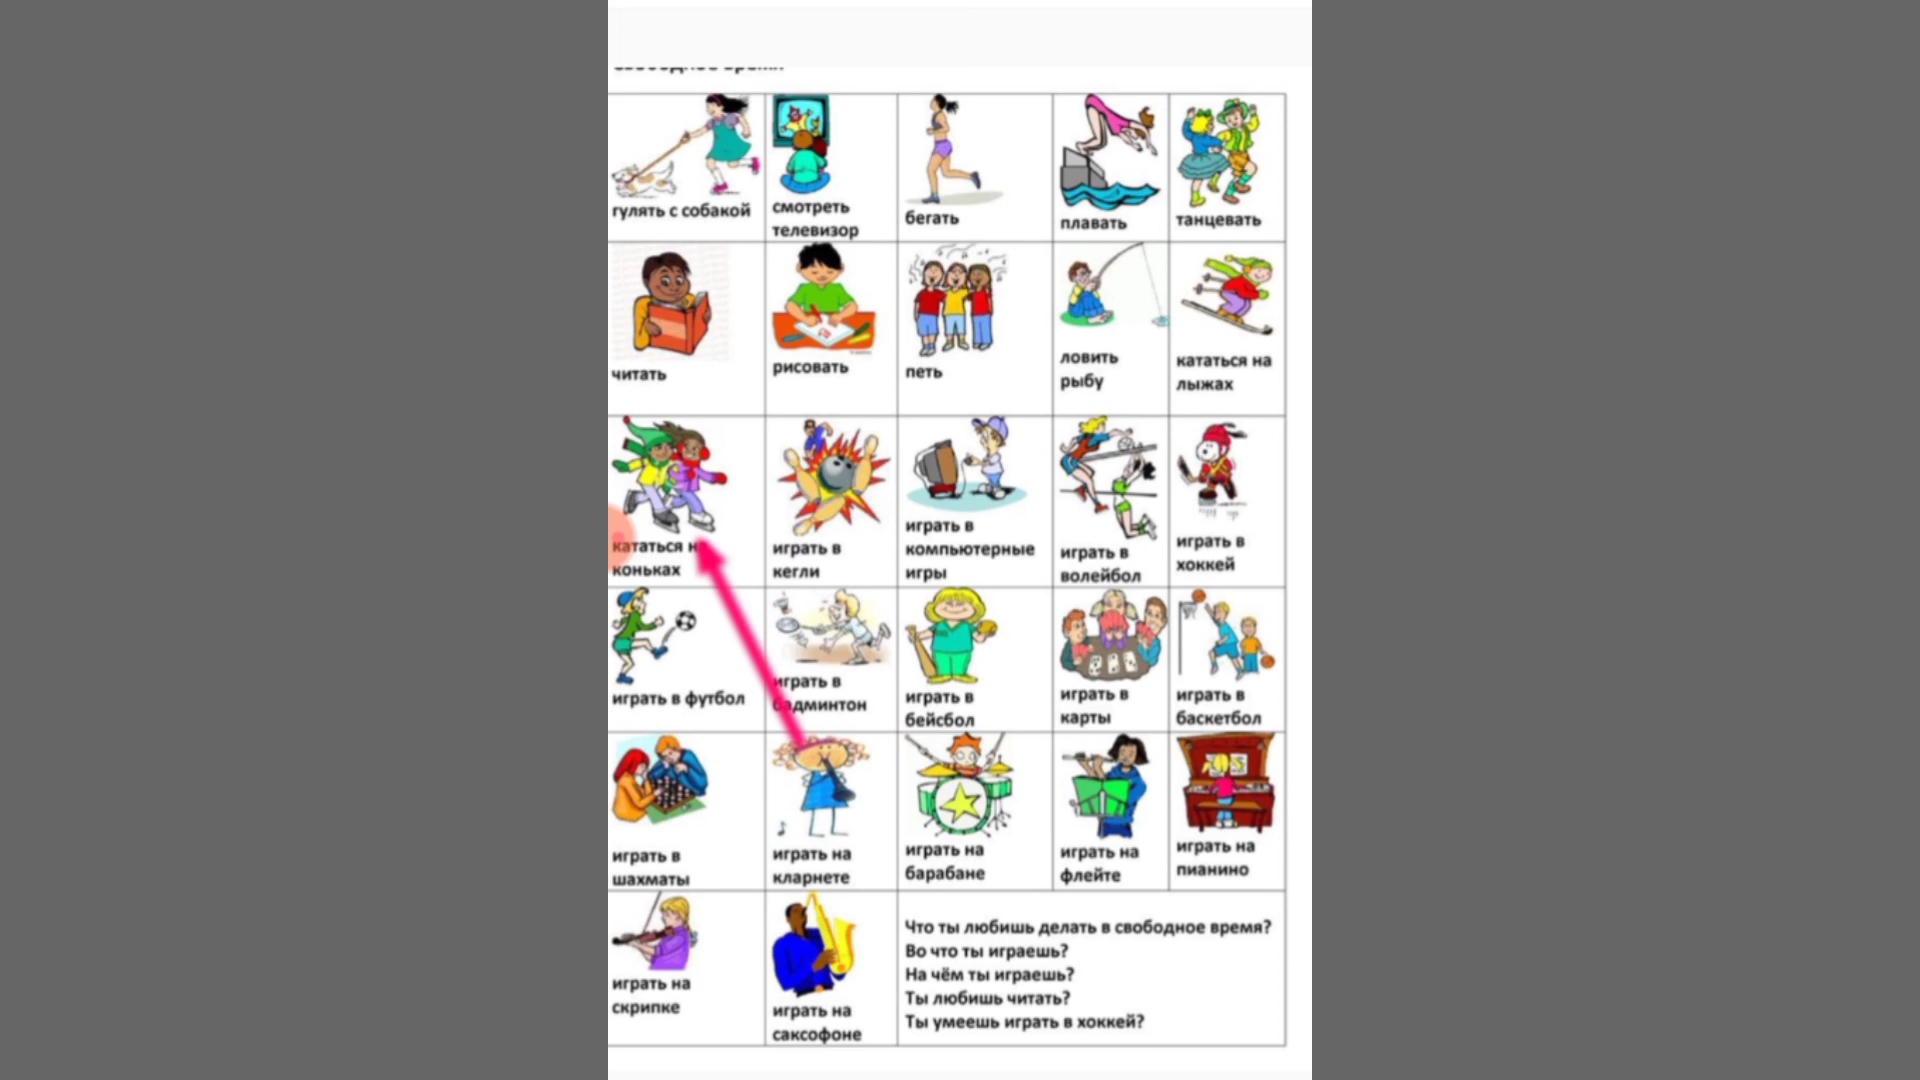 свободное время
гулять с собакой
смотреть
телевизор
бегать
плавать
танцевать
читать
рисовать
петь
ловить
рыбу
кататься на
лыжах
кататься на
коньках
играть в
кегли
играть в
компьютерные
игры
играть в
волейбол
играть в
хоккей
играть в футбол
играть в
бадминтон
играть в
бейсбол
играть в
карты
играть в
баскетбол
играть в
шахматы
играть на
кларнете
играть на
барабане
играть на
флейте
играть на
пианино
играть на
скрипке
играть на
саксофоне
Что ты любишь делать в свободное время?
Во что ты играешь?
На чём ты играешь?
Ты любишь читать?
Ты умеешь играть в хоккей?